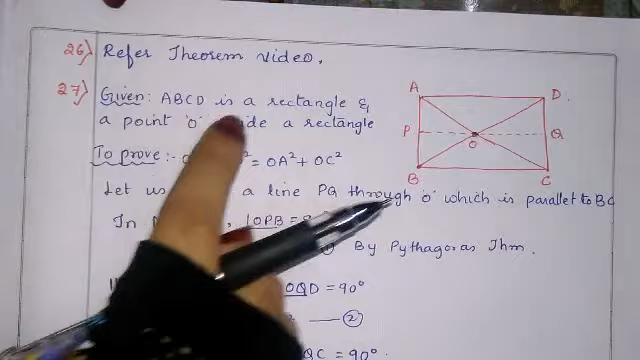 26) Refer Theorem video.
27) Given: ABCD is a rectangle &
a point 'O' ide a rectangle
To prove:- O ² = OA² + OC²
Let us a line PQ through 'O' which is parallel to BC
In , ∠OPB = 9
By Pythagoras Thm.
OQD = 90°
②
QC = 90°
A
D
P
O
Q
B
C